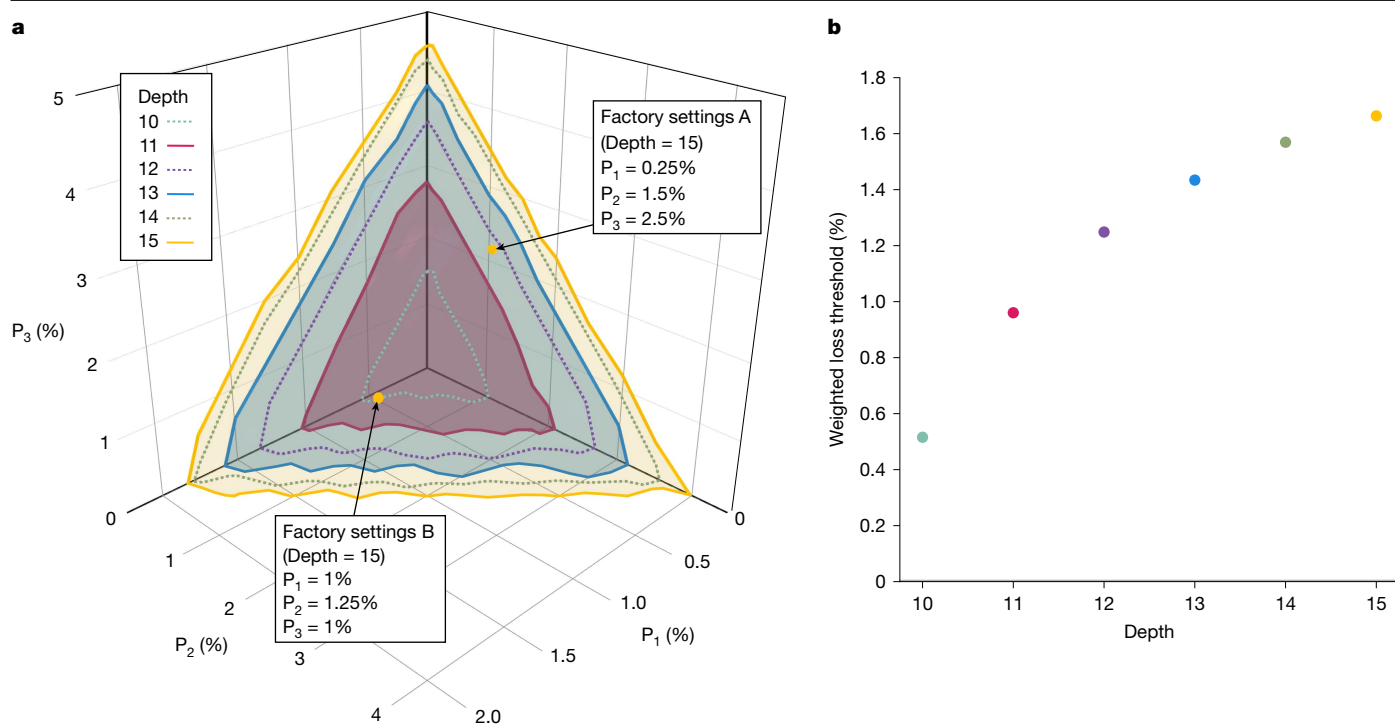 a
Depth
10
11
12
13
14
15
5
4
3
2
1
0
P₃ (%)
Factory settings A
(Depth = 15)
P₁ = 0.25%
P₂ = 1.5%
P₃ = 2.5%
Factory settings B
(Depth = 15)
P₁ = 1%
P₂ = 1.25%
P₃ = 1%
1
2
3
4
P₂ (%)
0
0.5
1.0
1.5
2.0
P₁ (%)
b
Weighted loss threshold (%)
1.8
1.6
1.4
1.2
1.0
0.8
0.6
0.4
0.2
0
10
11
12
13
14
15
Depth